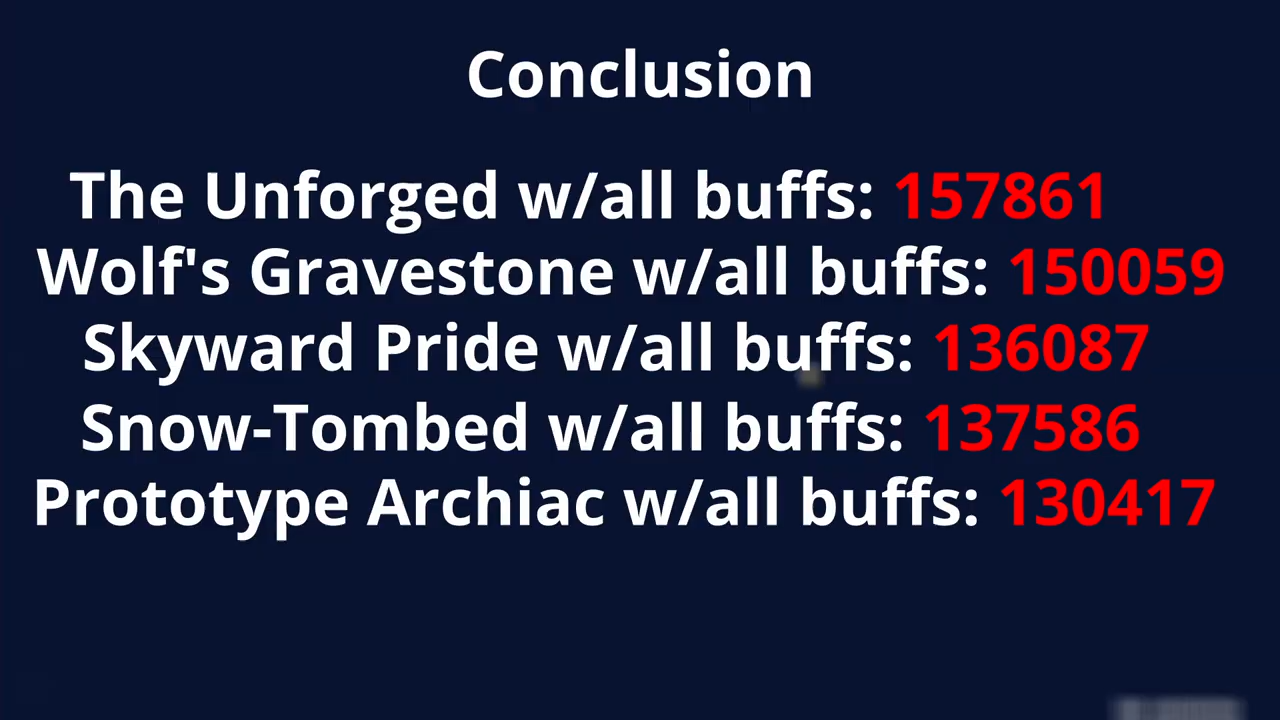 Conclusion
The Unforged w/all buffs: 157861
Wolf's Gravestone w/all buffs: 150059
Skyward Pride w/all buffs: 136087
Snow-Tombed w/all buffs: 137586
Prototype Archiac w/all buffs: 130417